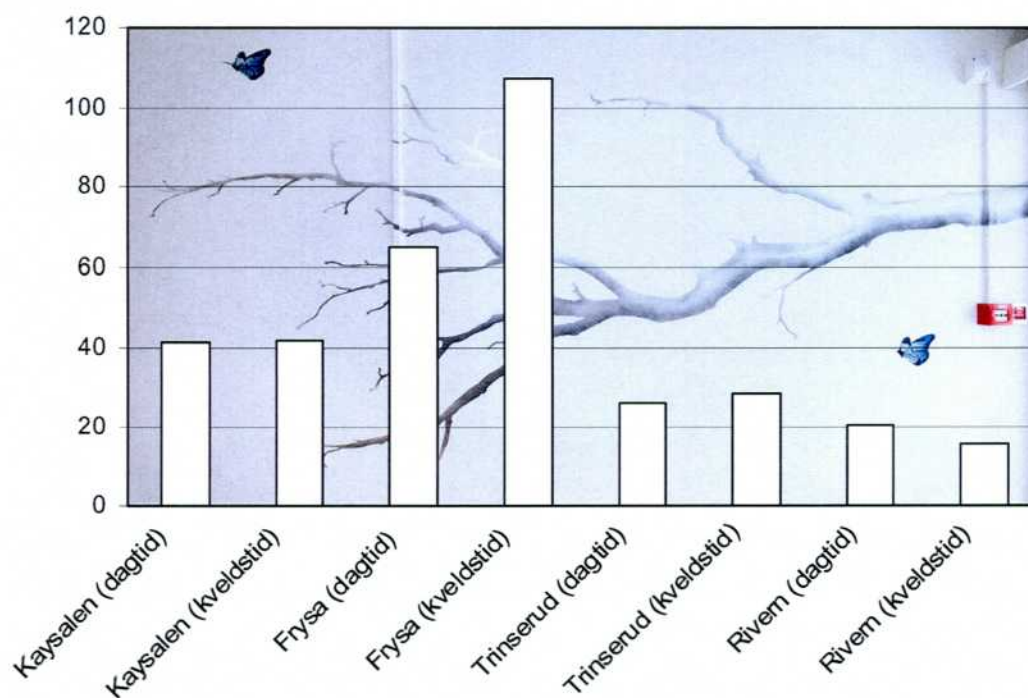 120
100
80
60
40
20
0
Kaysalen (dagtid)
Kaysalen (kveldstid)
Frysa (dagtid)
Frysa (kveldstid)
Trinserud (dagtid)
Trinserud (kveldstid)
Rivern (dagtid)
Rivern (kveldstid)